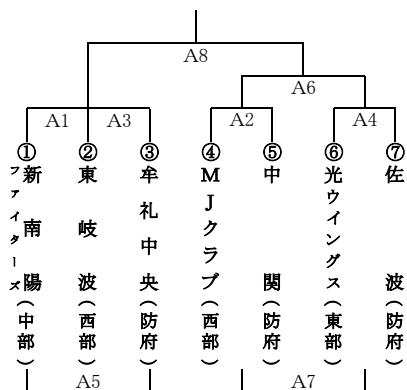 A8
A6
A1
A3
A2
A4
①新南陽ファイターズ(中部)
②東岐波(西部)
③牟礼中央(防府)
④MJクラブ(西部)
⑤中関(防府)
⑥光ウイングス(東部)
⑦佐波(防府)
A5
A7